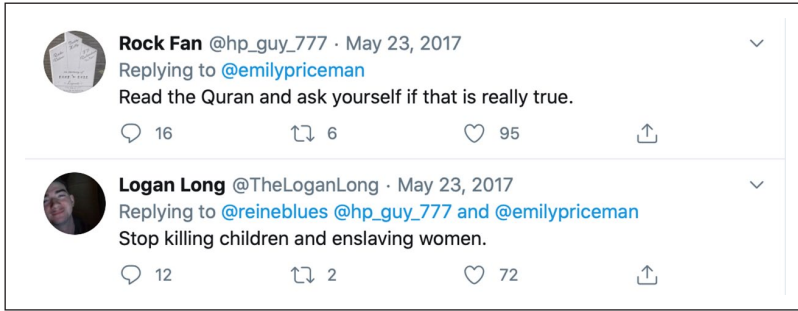 Rock Fan @hp_guy_777 · May 23, 2017
Replying to @emilypriceman
Read the Quran and ask yourself if that is really true.
16 6 95
Logan Long @TheLoganLong · May 23, 2017
Replying to @reineblues @hp_guy_777 and @emilypriceman
Stop killing children and enslaving women.
12 2 72